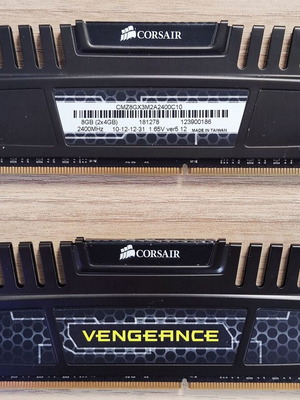 CORSAIR
CMZ8GX3M2A2400C10
8GB (2x4GB) 181278 123900186
2400MHz 10-12-12-31 1.65V ver5.12 MADE IN TAIWAN
CORSAIR
VENGEANCE